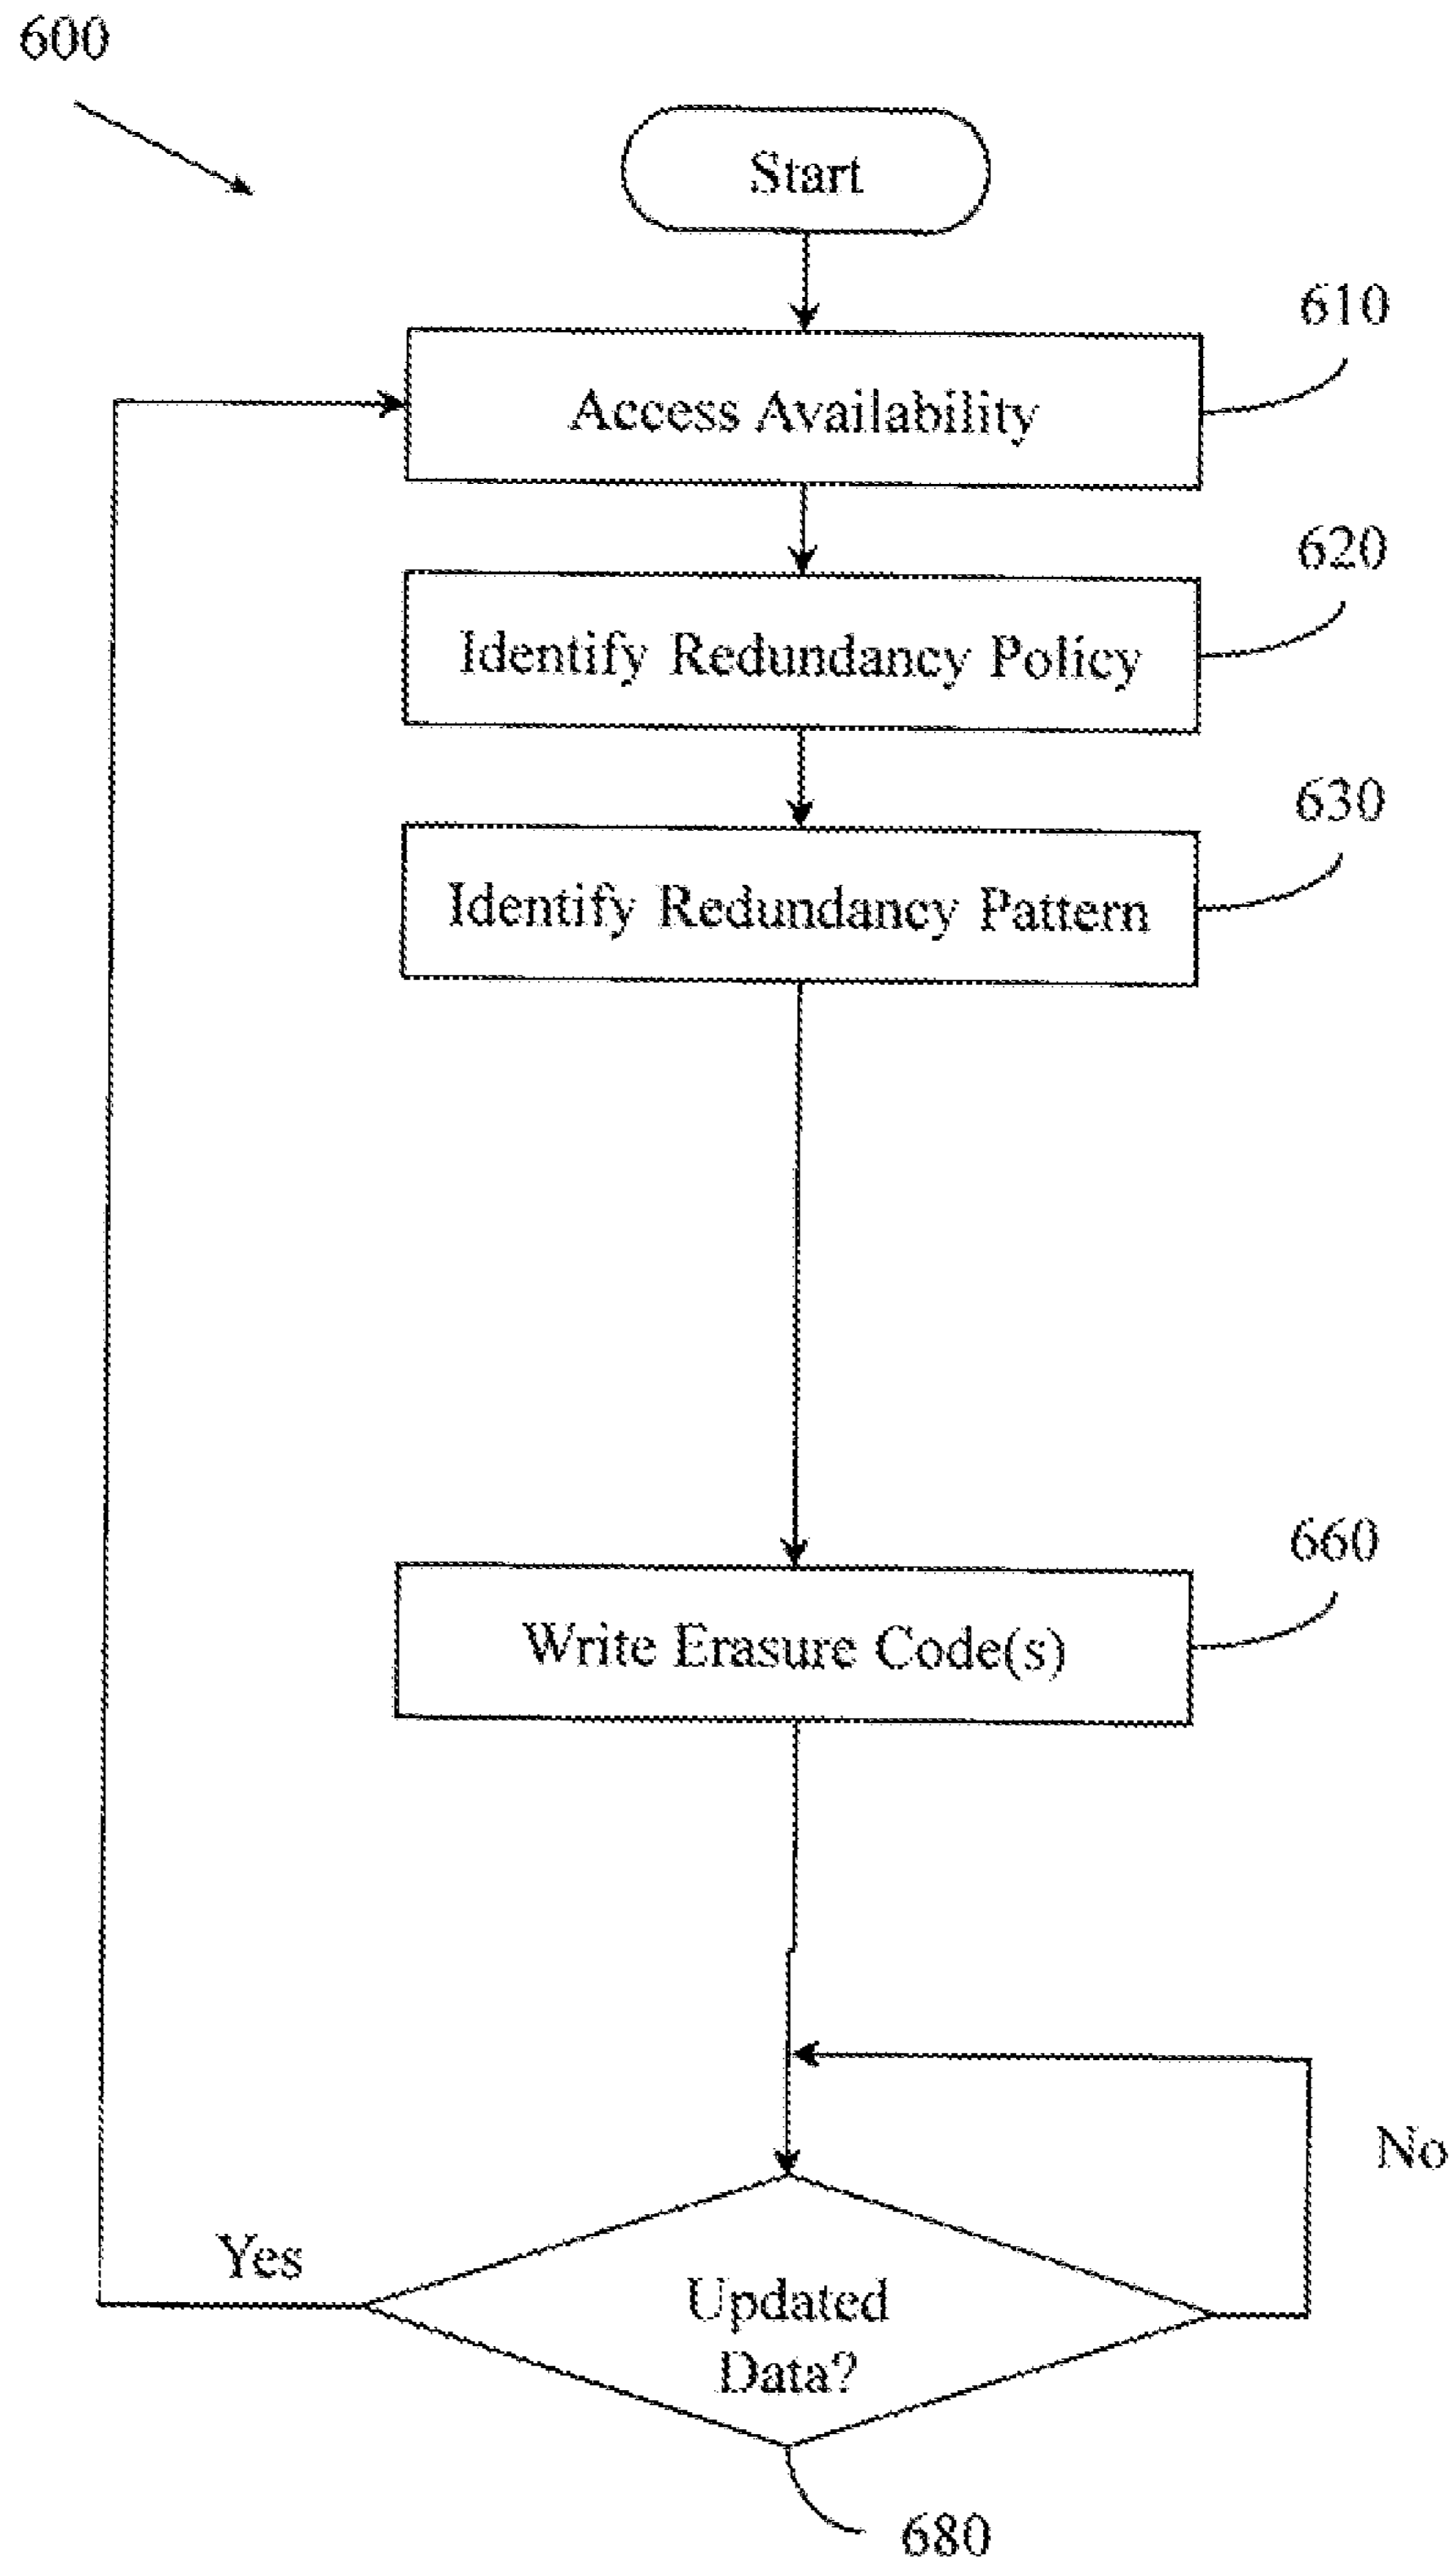 600
Start
610
Access Availability
620
Identify Redundancy Policy
630
Identify Redundancy Pattern
660
Write Erasure Code(s)
No
Yes
Updated
Data?
680